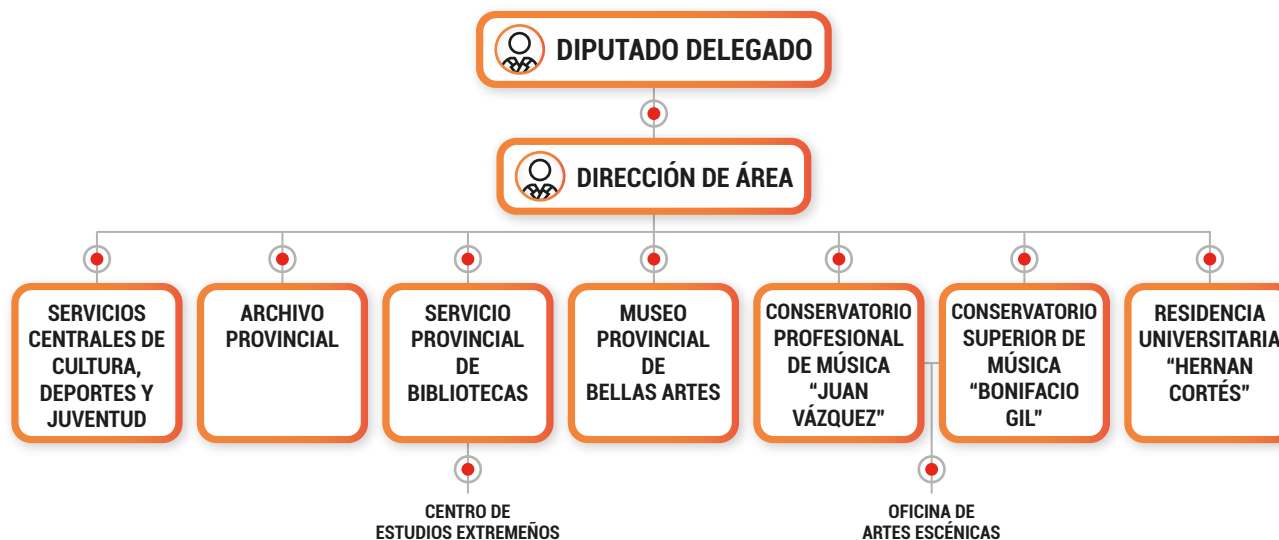 DIPUTADO DELEGADO
DIRECCIÓN DE ÁREA
SERVICIOS
CENTRALES DE
CULTURA,
DEPORTES Y
JUVENTUD
ARCHIVO
PROVINCIAL
SERVICIO
PROVINCIAL
DE
BIBLIOTECAS
MUSEO
PROVINCIAL
DE
BELLAS ARTES
CONSERVATORIO
PROFESIONAL
DE MÚSICA
“JUAN
VÁZQUEZ”
CONSERVATORIO
SUPERIOR DE
MÚSICA
“BONIFACIO
GIL”
RESIDENCIA
UNIVERSITARIA
“HERNAN
CORTÉS”
CENTRO DE
ESTUDIOS EXTREMEÑOS
OFICINA DE
ARTES ESCÉNICAS